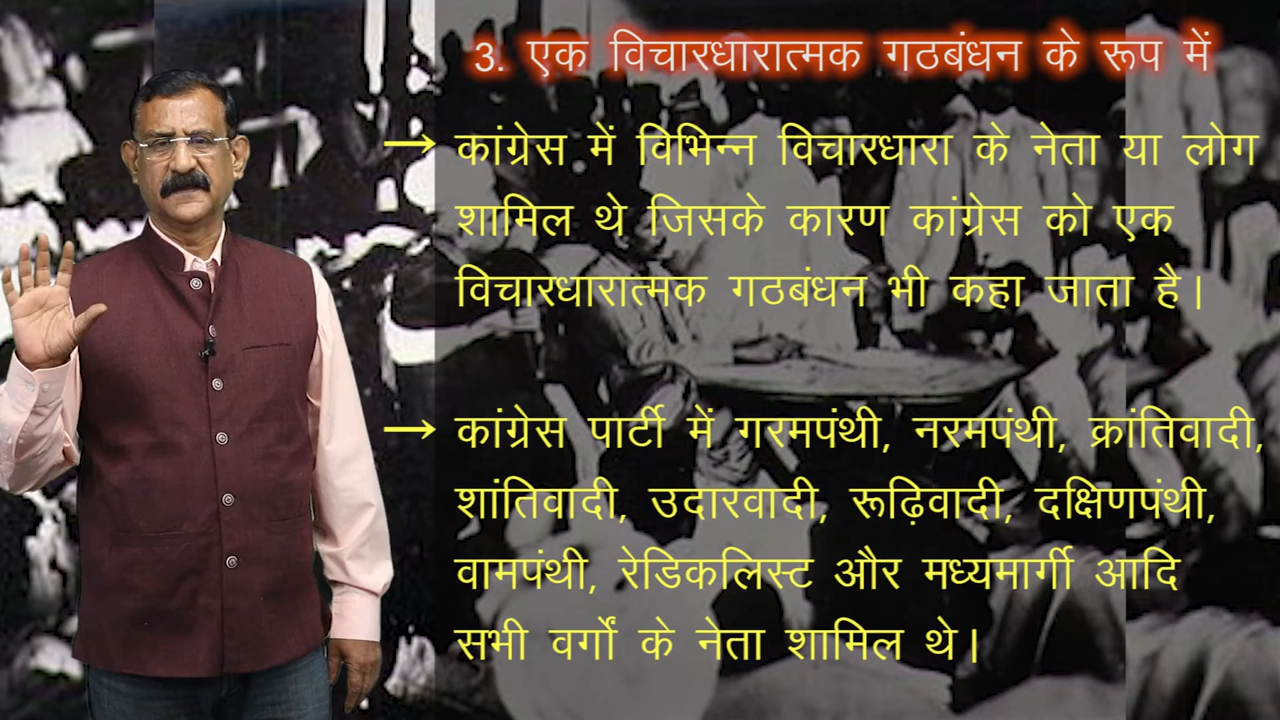 3. एक विचारधारात्मक गठबंधन के रूप में
→ कांग्रेस में विभिन्न विचारधारा के नेता या लोग
शामिल थे जिसके कारण कांग्रेस को एक
विचारधारात्मक गठबंधन भी कहा जाता है।
→ कांग्रेस पार्टी में गरमपंथी, नरमपंथी, क्रांतिवादी,
शांतिवादी, उदारवादी, रूढ़िवादी, दक्षिणपंथी,
वामपंथी, रेडिकलिस्ट और मध्यमार्गी आदि
सभी वर्गों के नेता शामिल थे।